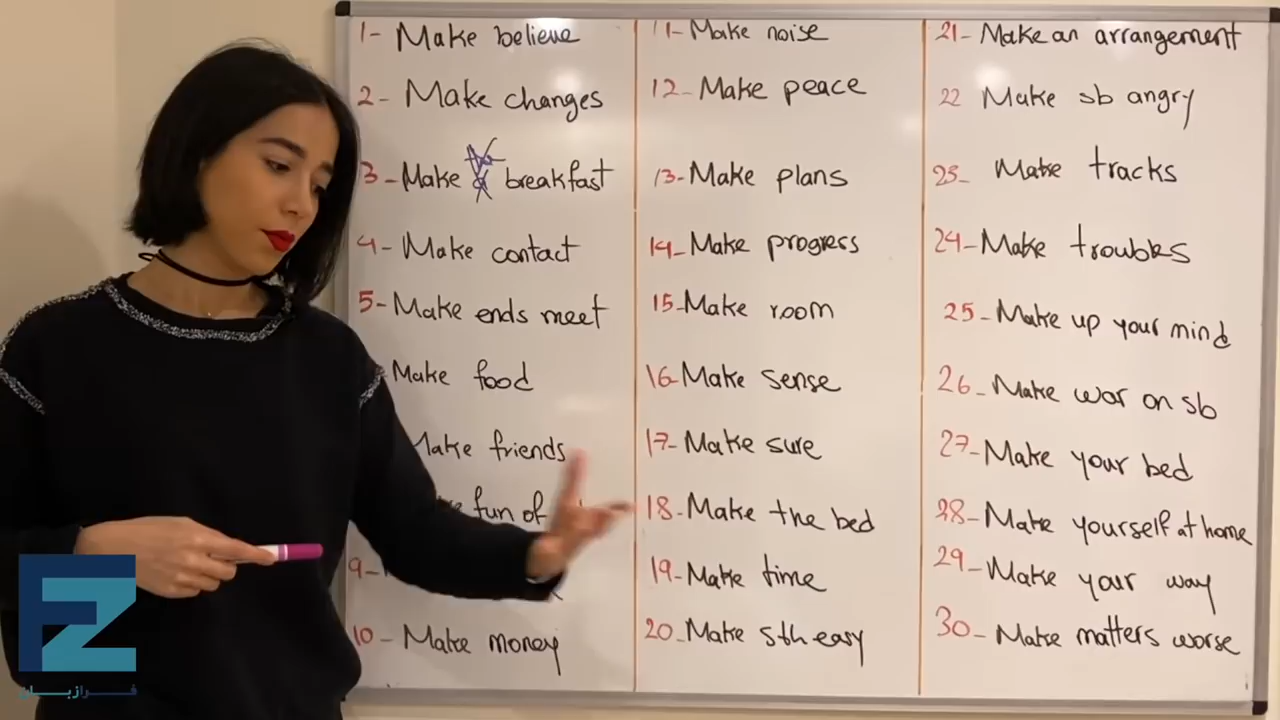 1- Make believe
2- Make changes
3- Make breakfast
4- Make contact
5- Make ends meet
Make food
Make friends
fun of
9-
10- Make money
11- Make noise
12- Make peace
13- Make plans
14- Make progress
15- Make room
16- Make sense
17- Make sure
18- Make the bed
19- Make time
20- Make sth easy
21- Make an arrangement
22 Make sb angry
23- Make tracks
24- Make troubles
25- Make up your mind
26- Make war on sb
27- Make your bed
28- Make yourself at home
29- Make your way
30- Make matters worse
FZ